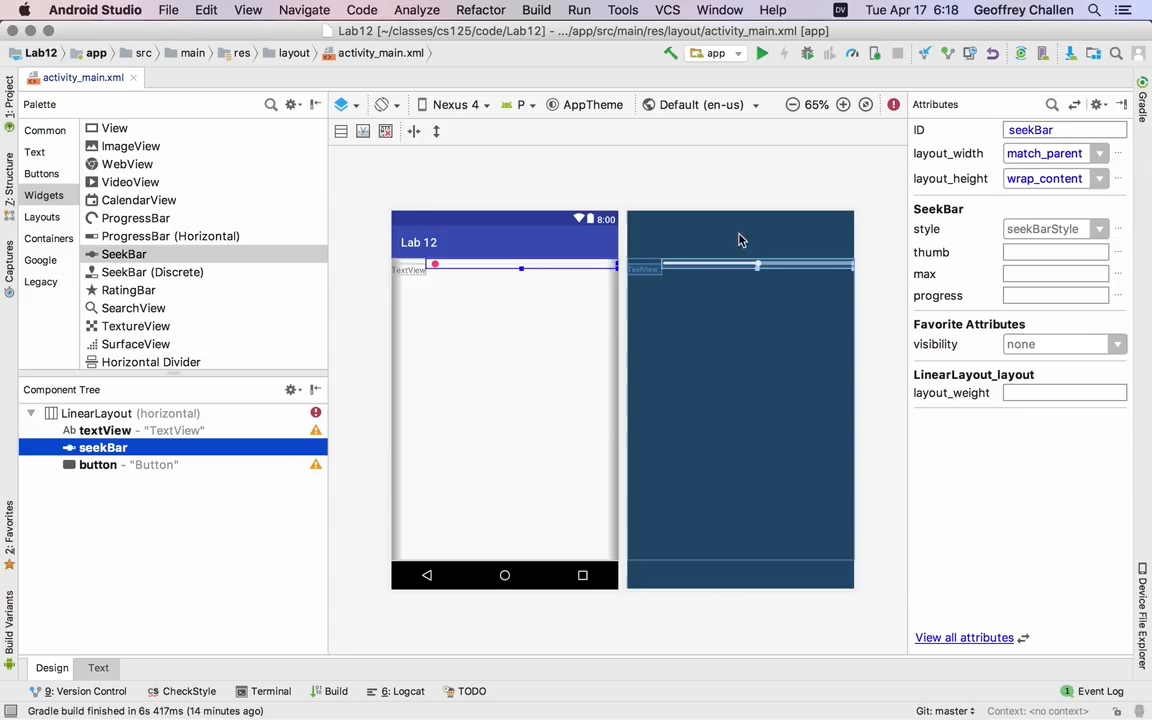 Android Studio File Edit View Navigate Code Analyze Refactor Build Run Tools VCS Window Help DV Tue Apr 17 6:18 Geoffrey Challen
Lab12 [~/classes/cs125/code/Lab12] - .../app/src/main/res/layout/activity_main.xml [app]
Lab12 app src main res layout activity_main.xml app
activity_main.xml
Palette Nexus 4 P AppTheme Default (en-us) 65% Attributes
Common
Text
Buttons
Widgets
Layouts
Containers
Google
Legacy
View
ImageView
WebView
VideoView
CalendarView
ProgressBar
ProgressBar (Horizontal)
SeekBar
SeekBar (Discrete)
RatingBar
SearchView
TextureView
SurfaceView
Horizontal Divider
Component Tree
LinearLayout (horizontal)
Ab textView - "TextView"
seekBar
button - "Button"
8:00
Lab 12
TextView
TextView
ID seekBar
layout_width match_parent
layout_height wrap_content
SeekBar
style seekBarStyle
thumb
max
progress
Favorite Attributes
visibility none
LinearLayout_layout
layout_weight
View all attributes
1: Project
Z: Structure
Captures
2: Favorites
Build Variants
Gradle
Device File Explorer
Design Text
9: Version Control CheckStyle Terminal Build 6: Logcat TODO 1 Event Log
Gradle build finished in 6s 417ms (14 minutes ago) Git: master Context: <no context>